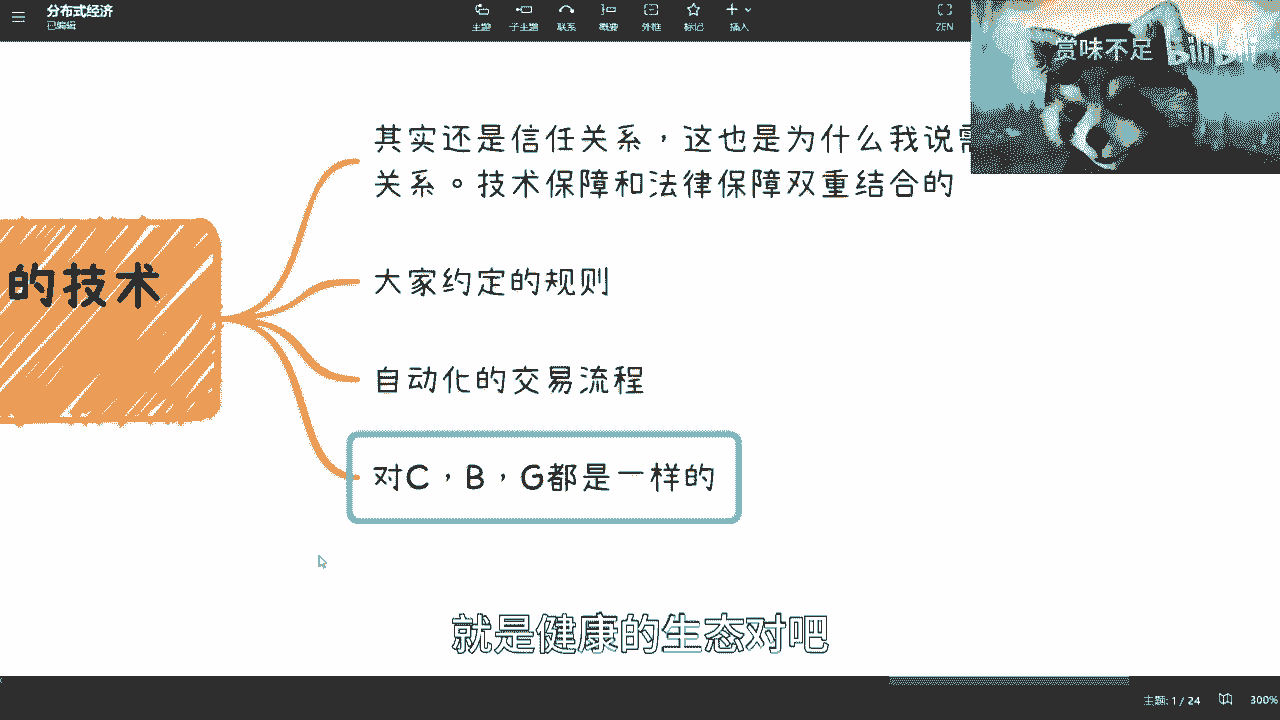 分布式经济
已编辑
主题
子主题
联系
概要
外框
标记
插入
ZEN
赏味不足
bilibili
其实还是信任关系，这也是为什么我说
关系。技术保障和法律保障双重结合的
的技术
大家约定的规则
自动化的交易流程
对C，B，G都是一样的
就是健康的生态对吧
主题: 1 / 24
300%